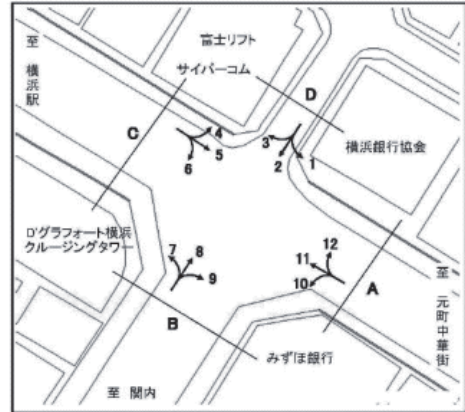 至
横浜駅
富士リフト
サイバーコム
D
C
4
5
6
3
2
1
横浜銀行協会
D'グラフォート横浜
クルージングタワー
7
8
9
12
11
10
A
B
至
元町中華街
みずほ銀行
至 関内